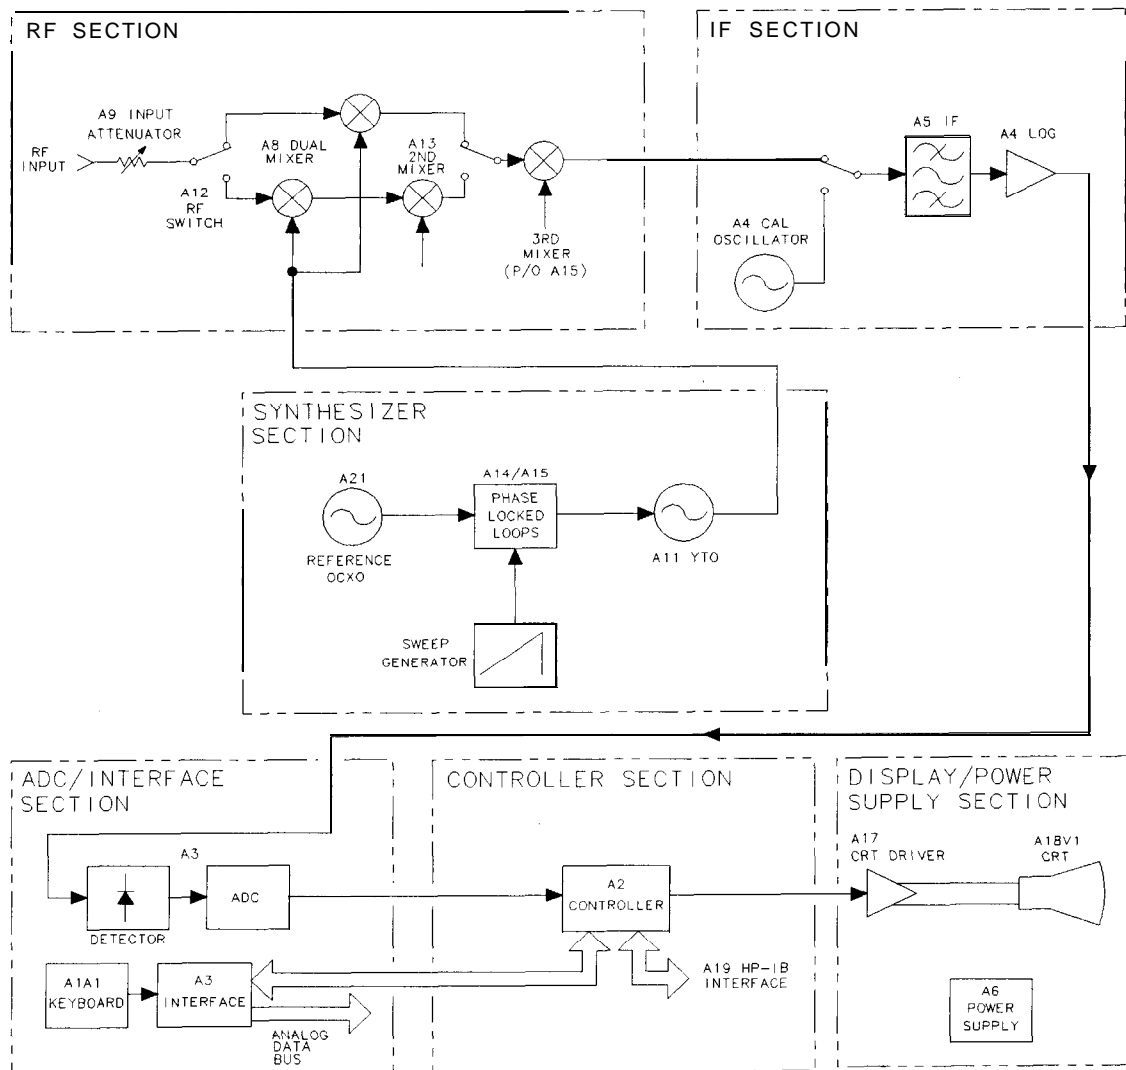 RF SECTION
A9 INPUT
ATTENUATOR
RF
INPUT
A8 DUAL
MIXER
A13
2ND
MIXER
A12
RF
SWITCH
3RD
MIXER
(P/O A15)
IF SECTION
A5 IF
A4 LOG
A4 CAL
OSCILLATOR
SYNTHESIZER
SECTION
A21
REFERENCE
OCXO
A14/A15
PHASE
LOCKED
LOOPS
A11 YTO
SWEEP
GENERATOR
ADC/INTERFACE
SECTION
A3
DETECTOR
ADC
A1A1
KEYBOARD
A3
INTERFACE
ANALOG
DATA
BUS
CONTROLLER SECTION
A2
CONTROLLER
A19 HP-IB
INTERFACE
DISPLAY/POWER
SUPPLY SECTION
A17
CRT DRIVER
A18V1
CRT
A6
POWER
SUPPLY